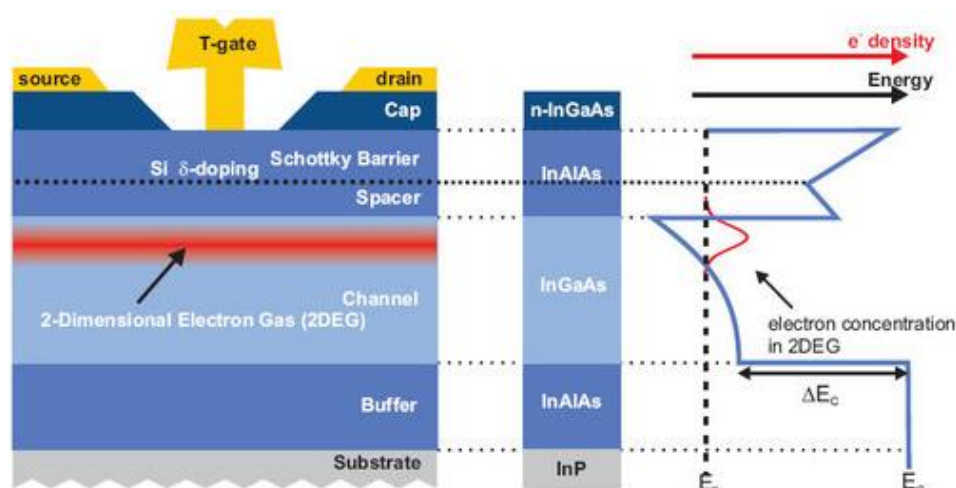 T-gate
source
drain
Cap
Si δ-doping
Schottky Barrier
Spacer
Channel
2-Dimensional Electron Gas (2DEG)
Buffer
Substrate
n-InGaAs
InAlAs
InGaAs
InAlAs
InP
e⁻ density
Energy
electron concentration
in 2DEG
ΔE_c